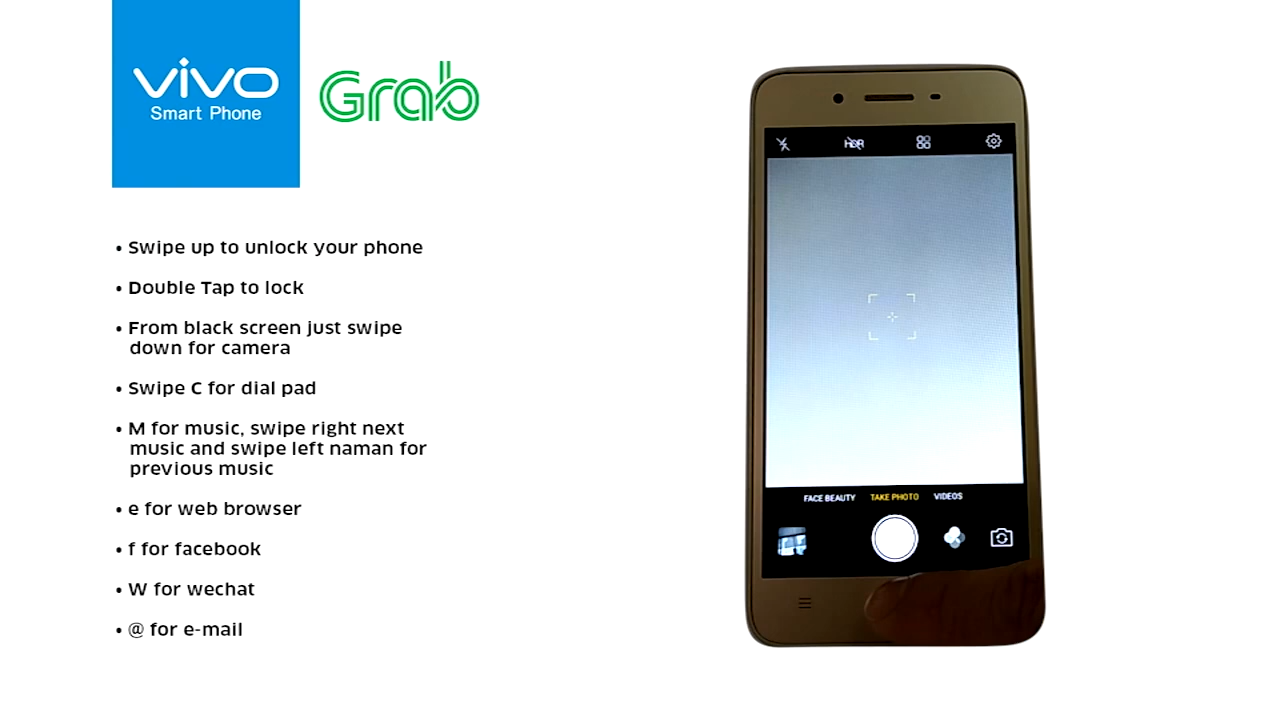 vivo
Smart Phone
Grab
• Swipe up to unlock your phone
• Double Tap to lock
• From black screen just swipe
down for camera
• Swipe C for dial pad
• M for music, swipe right next
music and swipe left naman for
previous music
• e for web browser
• f for facebook
• W for wechat
• @ for e-mail
HDR
FACE BEAUTY TAKE PHOTO VIDEOS